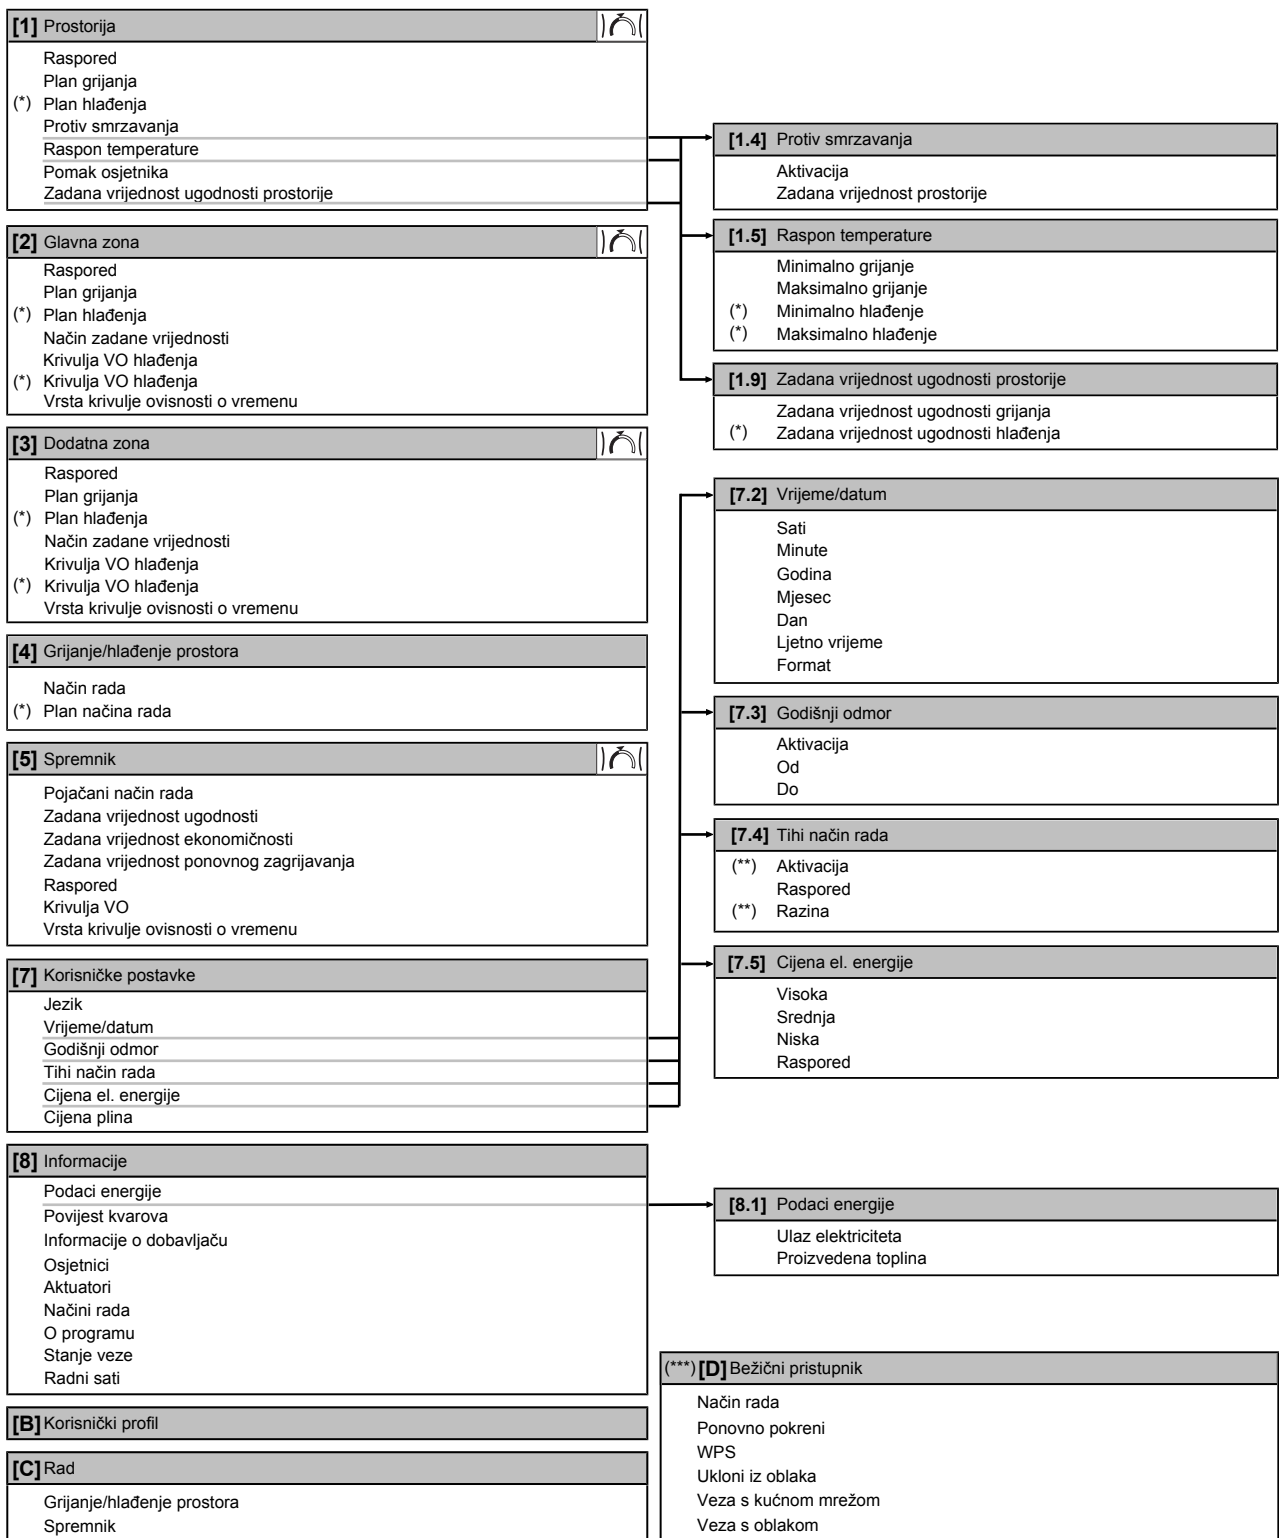 [1] Prostorija
Raspored
Plan grijanja
(*) Plan hlađenja
Protiv smrzavanja
Raspon temperature
Pomak osjetnika
Zadana vrijednost ugodnosti prostorije
[2] Glavna zona
Raspored
Plan grijanja
(*) Plan hlađenja
Način zadane vrijednosti
Krivulja VO hlađenja
(*) Krivulja VO hlađenja
Vrsta krivulje ovisnosti o vremenu
[3] Dodatna zona
Raspored
Plan grijanja
(*) Plan hlađenja
Način zadane vrijednosti
Krivulja VO hlađenja
(*) Krivulja VO hlađenja
Vrsta krivulje ovisnosti o vremenu
[4] Grijanje/hlađenje prostora
Način rada
(*) Plan načina rada
[5] Spremnik
Pojačani način rada
Zadana vrijednost ugodnosti
Zadana vrijednost ekonomičnosti
Zadana vrijednost ponovnog zagrijavanja
Raspored
Krivulja VO
Vrsta krivulje ovisnosti o vremenu
[7] Korisničke postavke
Jezik
Vrijeme/datum
Godišnji odmor
Tihi način rada
Cijena el. energije
Cijena plina
[8] Informacije
Podaci energije
Povijest kvarova
Informacije o dobavljaču
Osjetnici
Aktuatori
Načini rada
O programu
Stanje veze
Radni sati
[B] Korisnički profil
[C] Rad
Grijanje/hlađenje prostora
Spremnik
[1.4] Protiv smrzavanja
Aktivacija
Zadana vrijednost prostorije
[1.5] Raspon temperature
Minimalno grijanje
Maksimalno grijanje
(*) Minimalno hlađenje
(*) Maksimalno hlađenje
[1.9] Zadana vrijednost ugodnosti prostorije
Zadana vrijednost ugodnosti grijanja
(*) Zadana vrijednost ugodnosti hlađenja
[7.2] Vrijeme/datum
Sati
Minute
Godina
Mjesec
Dan
Ljetno vrijeme
Format
[7.3] Godišnji odmor
Aktivacija
Od
Do
[7.4] Tihi način rada
(**) Aktivacija
Raspored
(**) Razina
[7.5] Cijena el. energije
Visoka
Srednja
Niska
Raspored
[8.1] Podaci energije
Ulaz elektriciteta
Proizvedena toplina
(***) [D] Bežični pristupnik
Način rada
Ponovno pokreni
WPS
Ukloni iz oblaka
Veza s kućnom mrežom
Veza s oblakom